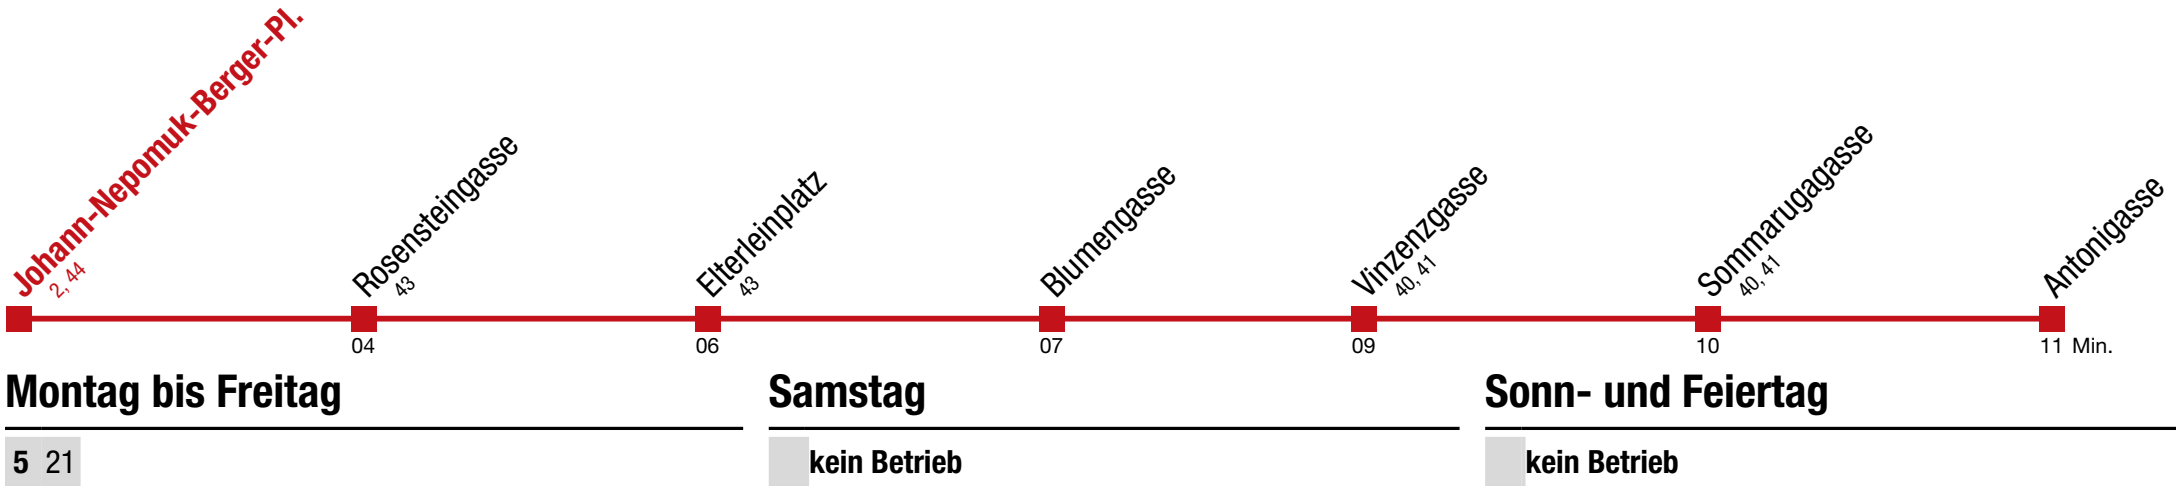 Johann-Nepomuk-Berger-Pl.
2, 44
Rosensteingasse
43
Elterleinplatz
43
Blumengasse
Vinzenzgasse
40, 41
Sommarugagasse
40, 41
Antonigasse
04
06
07
09
10
11 Min.
Montag bis Freitag
5 21
Samstag
kein Betrieb
Sonn- und Feiertag
kein Betrieb